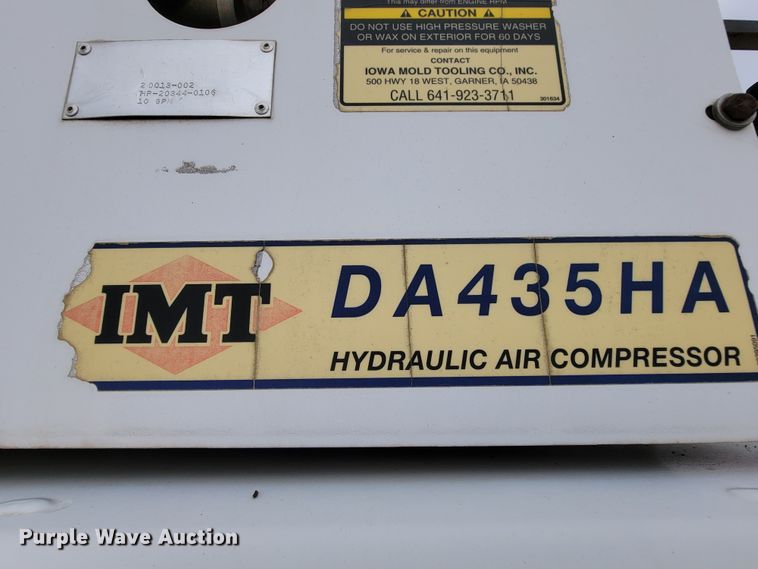 This may differ from ENGINE RPM
CAUTION
DO NOT USE HIGH PRESSURE WASHER
OR WAX ON EXTERIOR FOR 60 DAYS
For service & repair on this equipment
CONTACT
IOWA MOLD TOOLING CO., INC.
500 HWY 18 WEST, GARNER, IA 50438
CALL 641-923-3711
301634
20013-002
HP-20844-0106
10 GPM
IMT
DA435HA
HYDRAULIC AIR COMPRESSOR
Purple Wave Auction